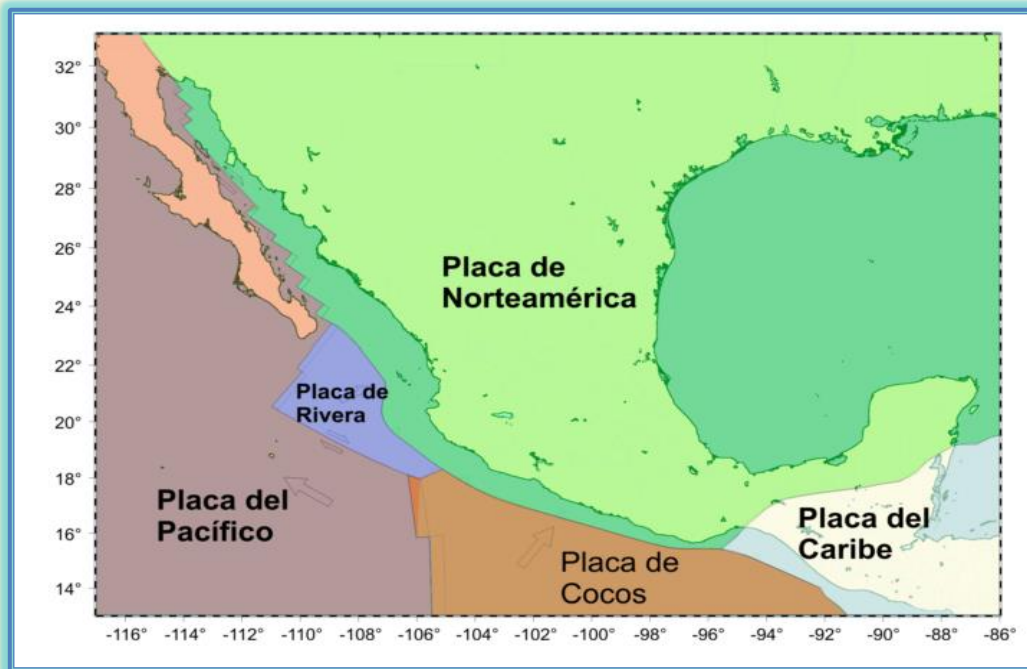 32°
30°
28°
26°
24°
22°
20°
18°
16°
14°
Placa de
Norteamérica
Placa de
Rivera
Placa del
Pacífico
Placa del
Caribe
Placa de
Cocos
-116° -114° -112° -110° -108° -106° -104° -102° -100° -98° -96° -94° -92° -90° -88° -86°